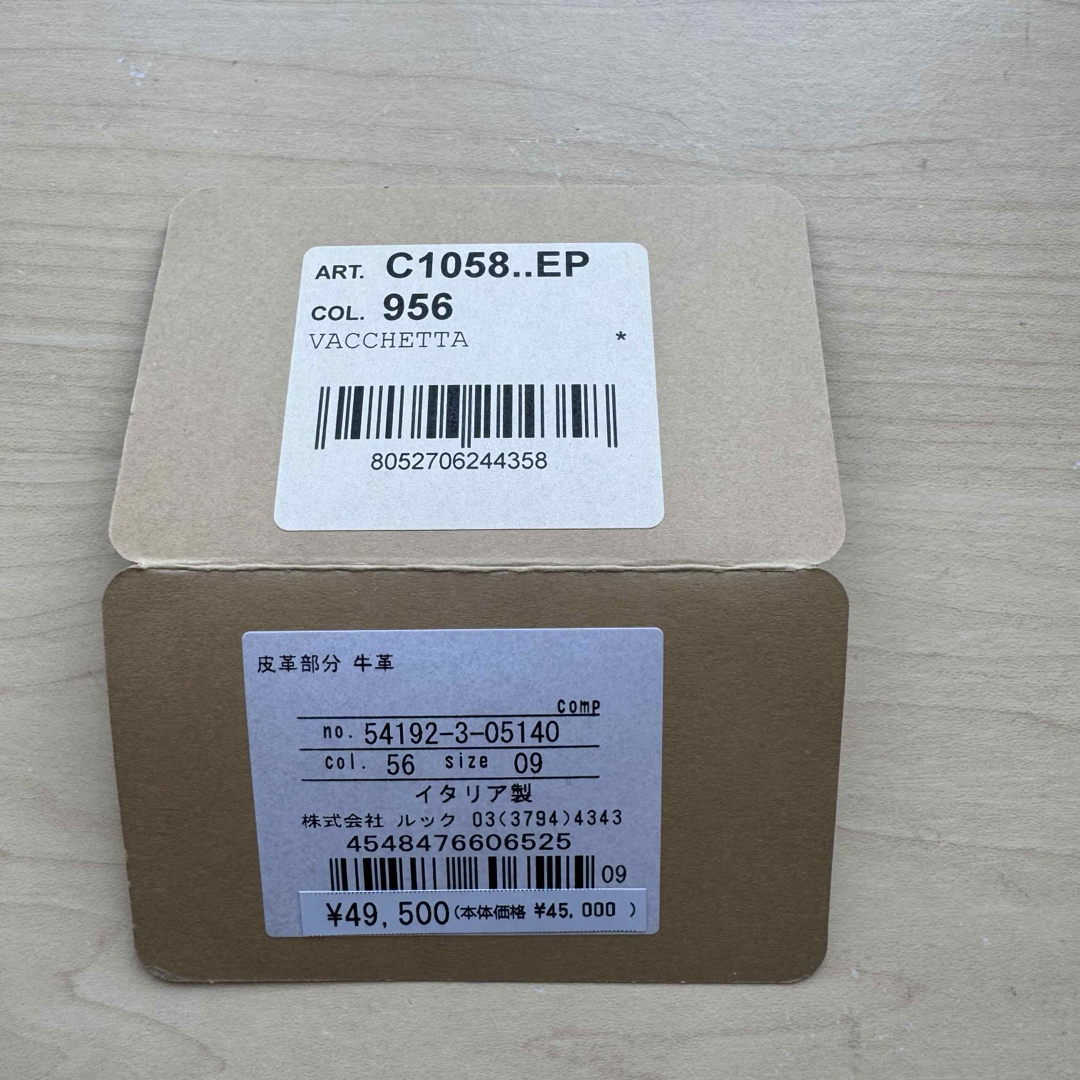 ART. C1058..EP
COL. 956
VACCHETTA *
8052706244358
皮革部分 牛革
Comp
no. 54192-3-05140
col. 56 size 09
イタリア製
株式会社 ルック 03(3794)4343
4548476606525
09
¥49,500(本体価格 ¥45,000 )